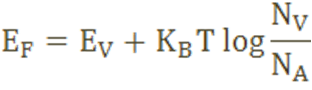 E_F = E_V + K_B T log N_V/N_A